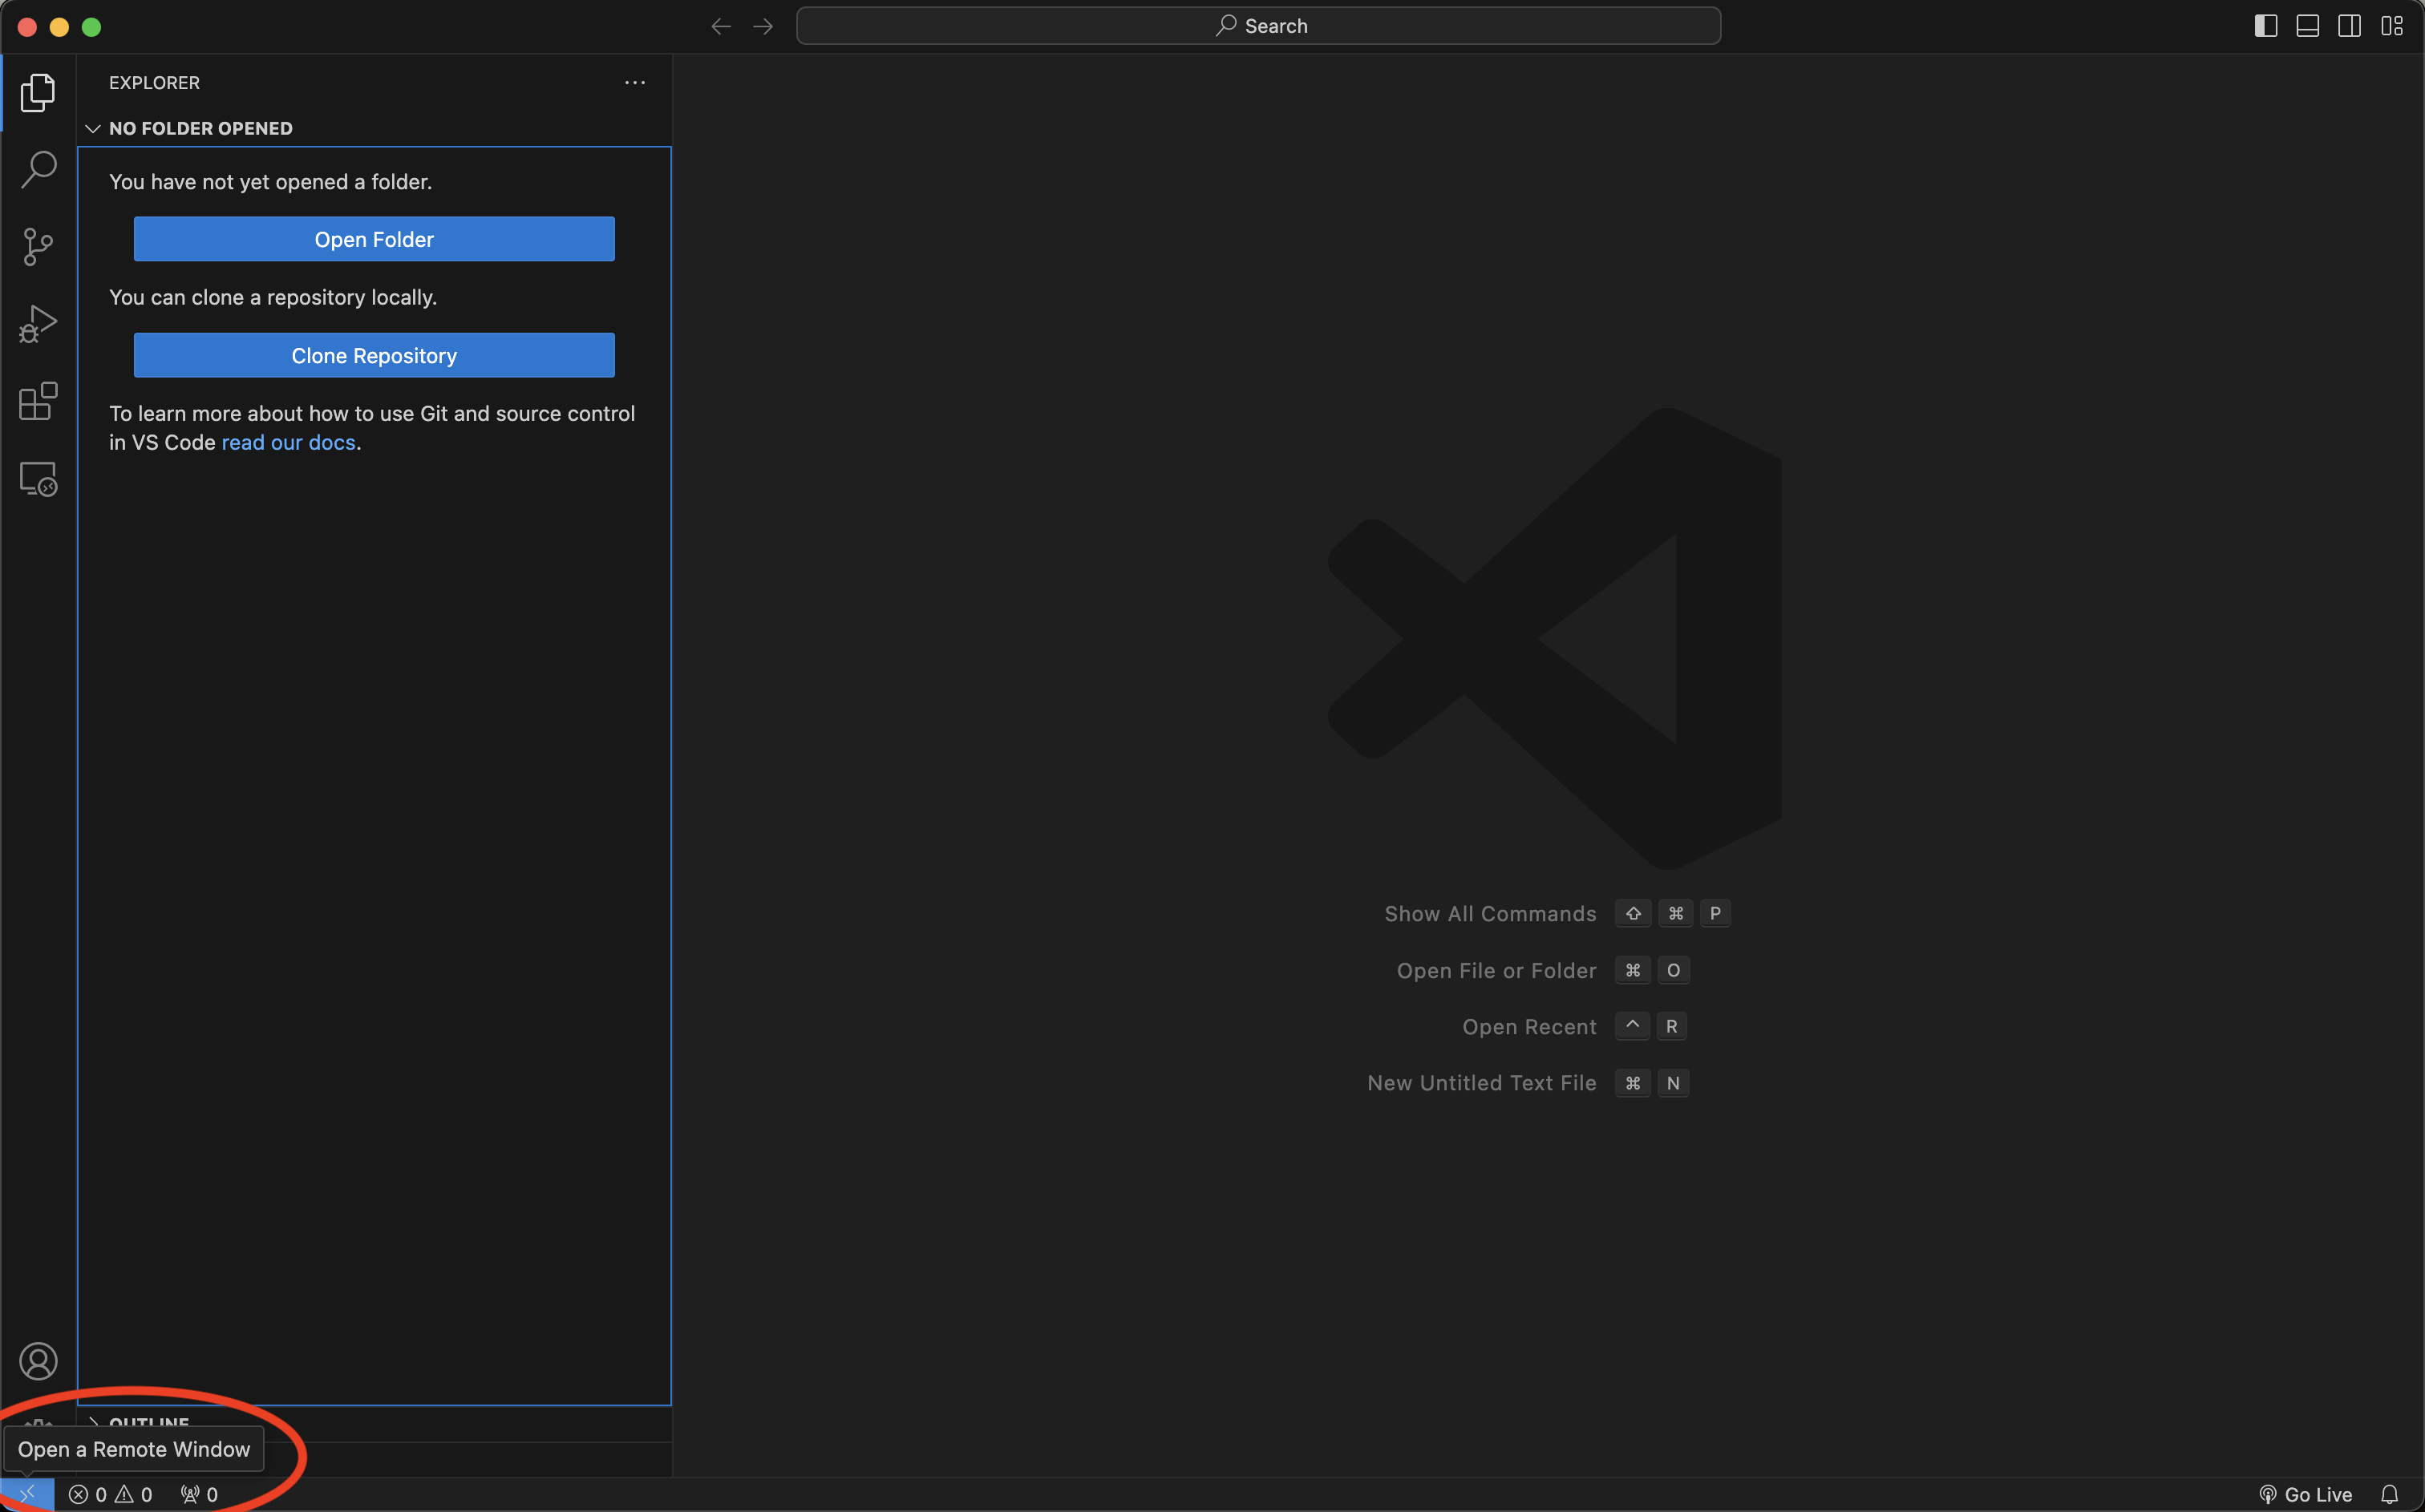 Search
EXPLORER
NO FOLDER OPENED
You have not yet opened a folder.
Open Folder
You can clone a repository locally.
Clone Repository
To learn more about how to use Git and source control
in VS Code read our docs.
Show All Commands ⇧ ⌘ P
Open File or Folder ⌘ O
Open Recent ^ R
New Untitled Text File ⌘ N
OUTLINE
Open a Remote Window
0 0 0
Go Live